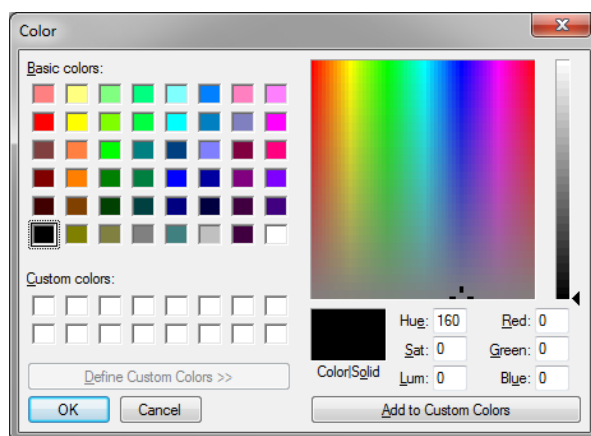 Color
Basic colors:
Custom colors:
Define Custom Colors >>
OK Cancel
Hue: 160 Red: 0
Sat: 0 Green: 0
Color|Solid Lum: 0 Blue: 0
Add to Custom Colors